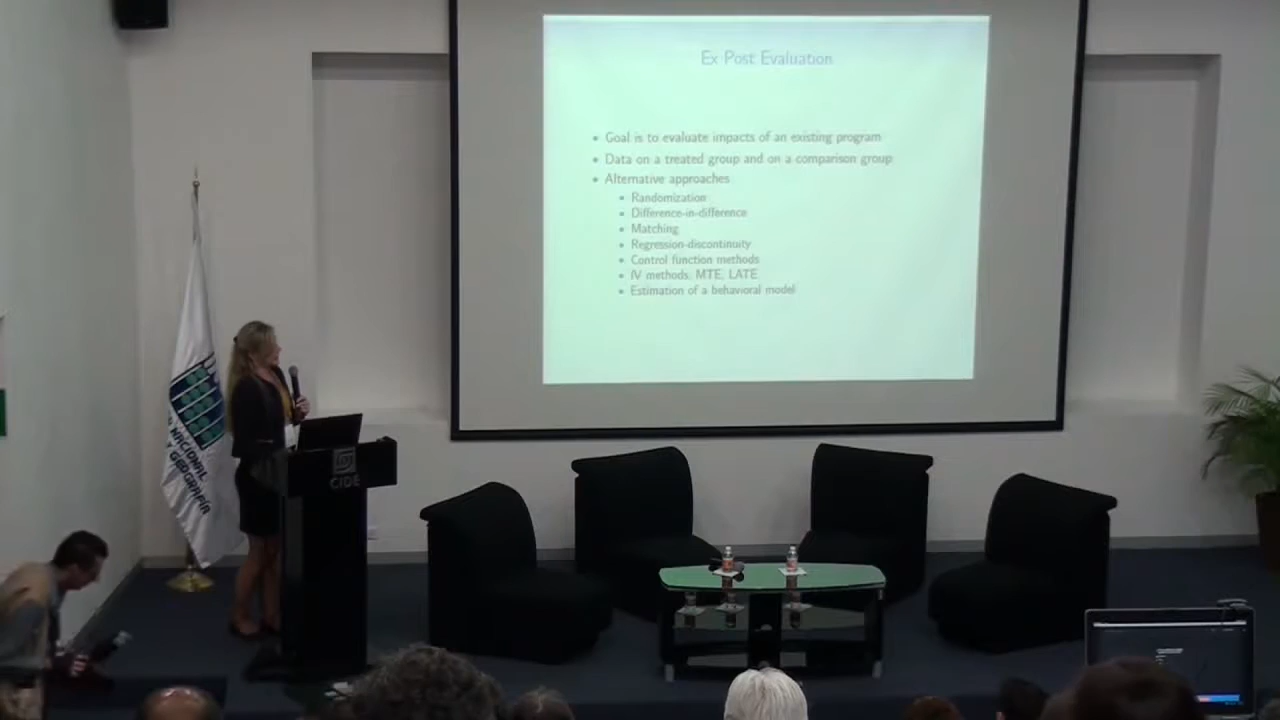 Ex Post Evaluation
• Goal is to evaluate impacts of an existing program
• Data on a treated group and on a comparison group
• Alternative approaches
• Randomization
• Difference-in-difference
• Matching
• Regression-discontinuity
• Control function methods
• IV methods, MTE, LATE
• Estimation of a behavioral model
NACIONAL
GEOGRAFÍA
CIDE